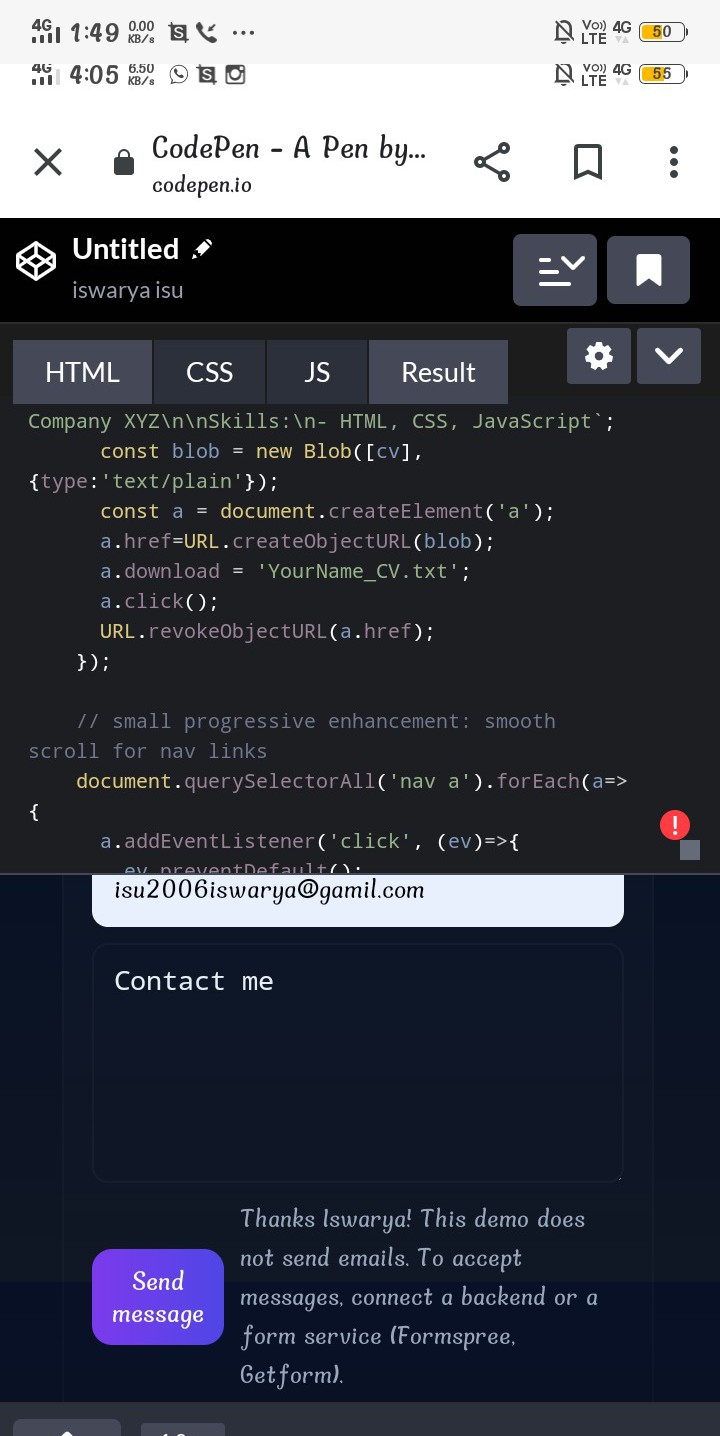 4G 1:49 0.00 KB/s ... Vo)) LTE 4G 50
4G 4:05 6.50 KB/s Vo)) LTE 4G 55
CodePen - A Pen by...
codepen.io
Untitled
iswarya isu
HTML CSS JS Result
Company XYZ\n\nSkills:\n- HTML, CSS, JavaScript`;
const blob = new Blob([cv],
{type:'text/plain'});
const a = document.createElement('a');
a.href=URL.createObjectURL(blob);
a.download = 'YourName_CV.txt';
a.click();
URL.revokeObjectURL(a.href);
});
// small progressive enhancement: smooth
scroll for nav links
document.querySelectorAll('nav a').forEach(a=>
{
a.addEventListener('click', (ev)=>{
ev.preventDefault();
isu2006iswarya@gamil.com
Contact me
Thanks Iswarya! This demo does
not send emails. To accept
messages, connect a backend or a
form service (Formspree,
Getform).
Send
message